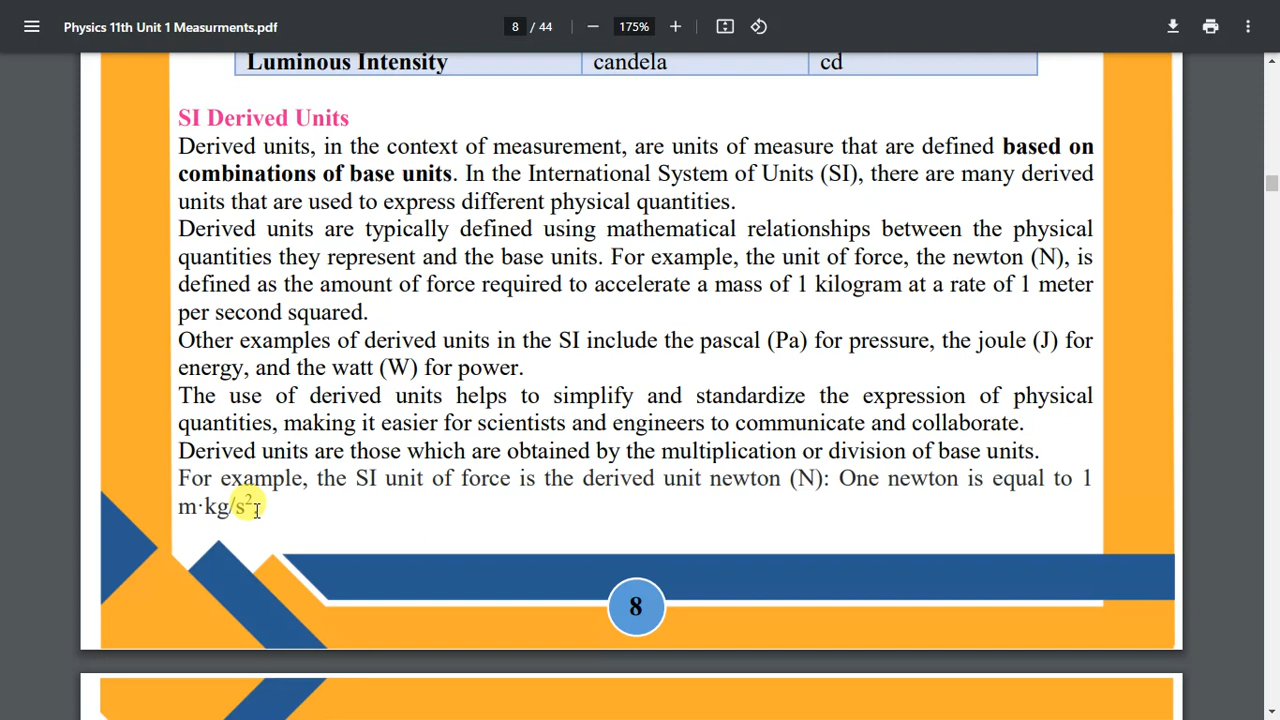 Physics 11th Unit 1 Measurments.pdf
8 / 44
175%
Luminous Intensity candela cd
SI Derived Units
Derived units, in the context of measurement, are units of measure that are defined based on
combinations of base units. In the International System of Units (SI), there are many derived
units that are used to express different physical quantities.
Derived units are typically defined using mathematical relationships between the physical
quantities they represent and the base units. For example, the unit of force, the newton (N), is
defined as the amount of force required to accelerate a mass of 1 kilogram at a rate of 1 meter
per second squared.
Other examples of derived units in the SI include the pascal (Pa) for pressure, the joule (J) for
energy, and the watt (W) for power.
The use of derived units helps to simplify and standardize the expression of physical
quantities, making it easier for scientists and engineers to communicate and collaborate.
Derived units are those which are obtained by the multiplication or division of base units.
For example, the SI unit of force is the derived unit newton (N): One newton is equal to 1
m·kg/s².
8